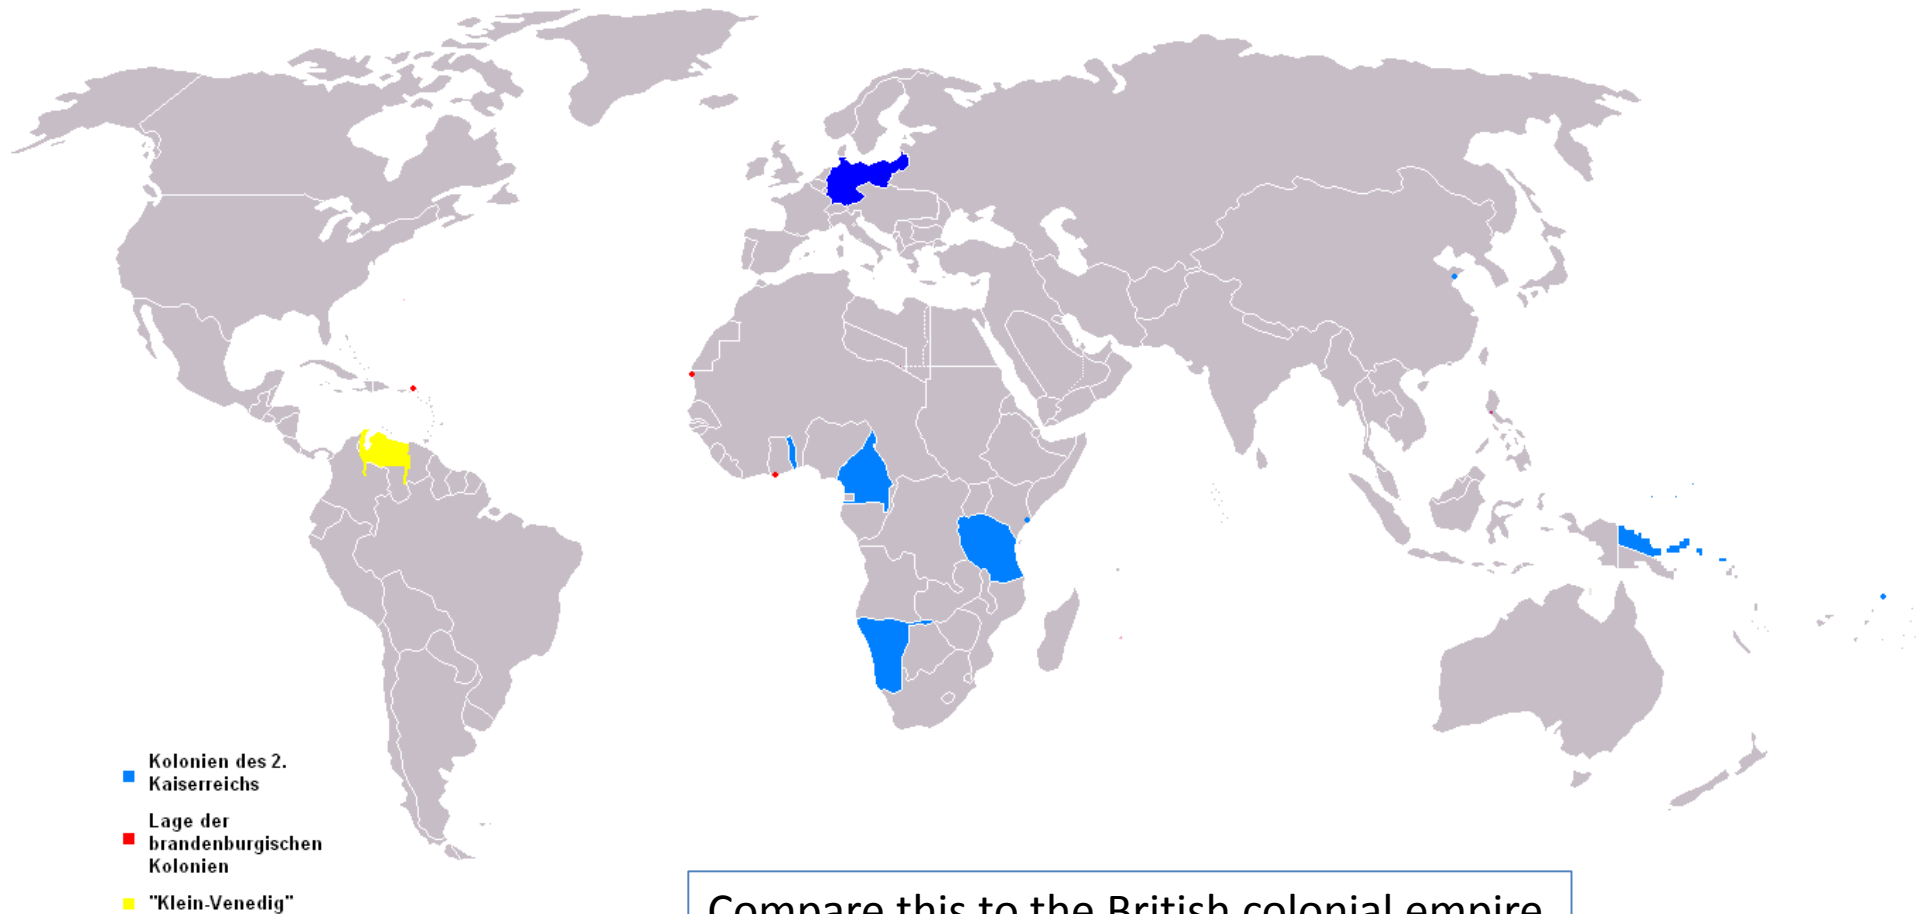 Kolonien des 2.
Kaiserreichs
Lage der
brandenburgischen
Kolonien
"Klein-Venedig"
Compare this to the British colonial empire